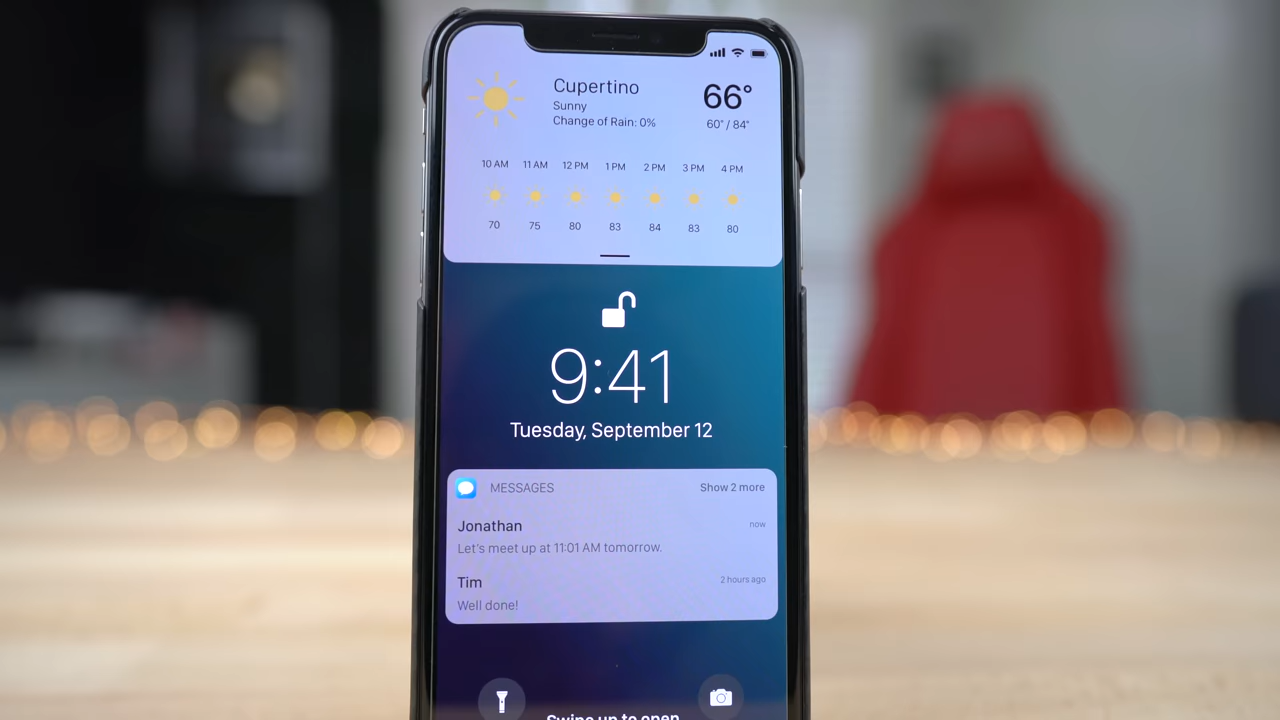 Cupertino
Sunny
Change of Rain: 0%
66°
60° / 84°
10 AM 11 AM 12 PM 1 PM 2 PM 3 PM 4 PM
70 75 80 83 84 83 80
9:41
Tuesday, September 12
MESSAGES Show 2 more
Jonathan now
Let's meet up at 11:01 AM tomorrow.
Tim 2 hours ago
Well done!
Swipe up to open